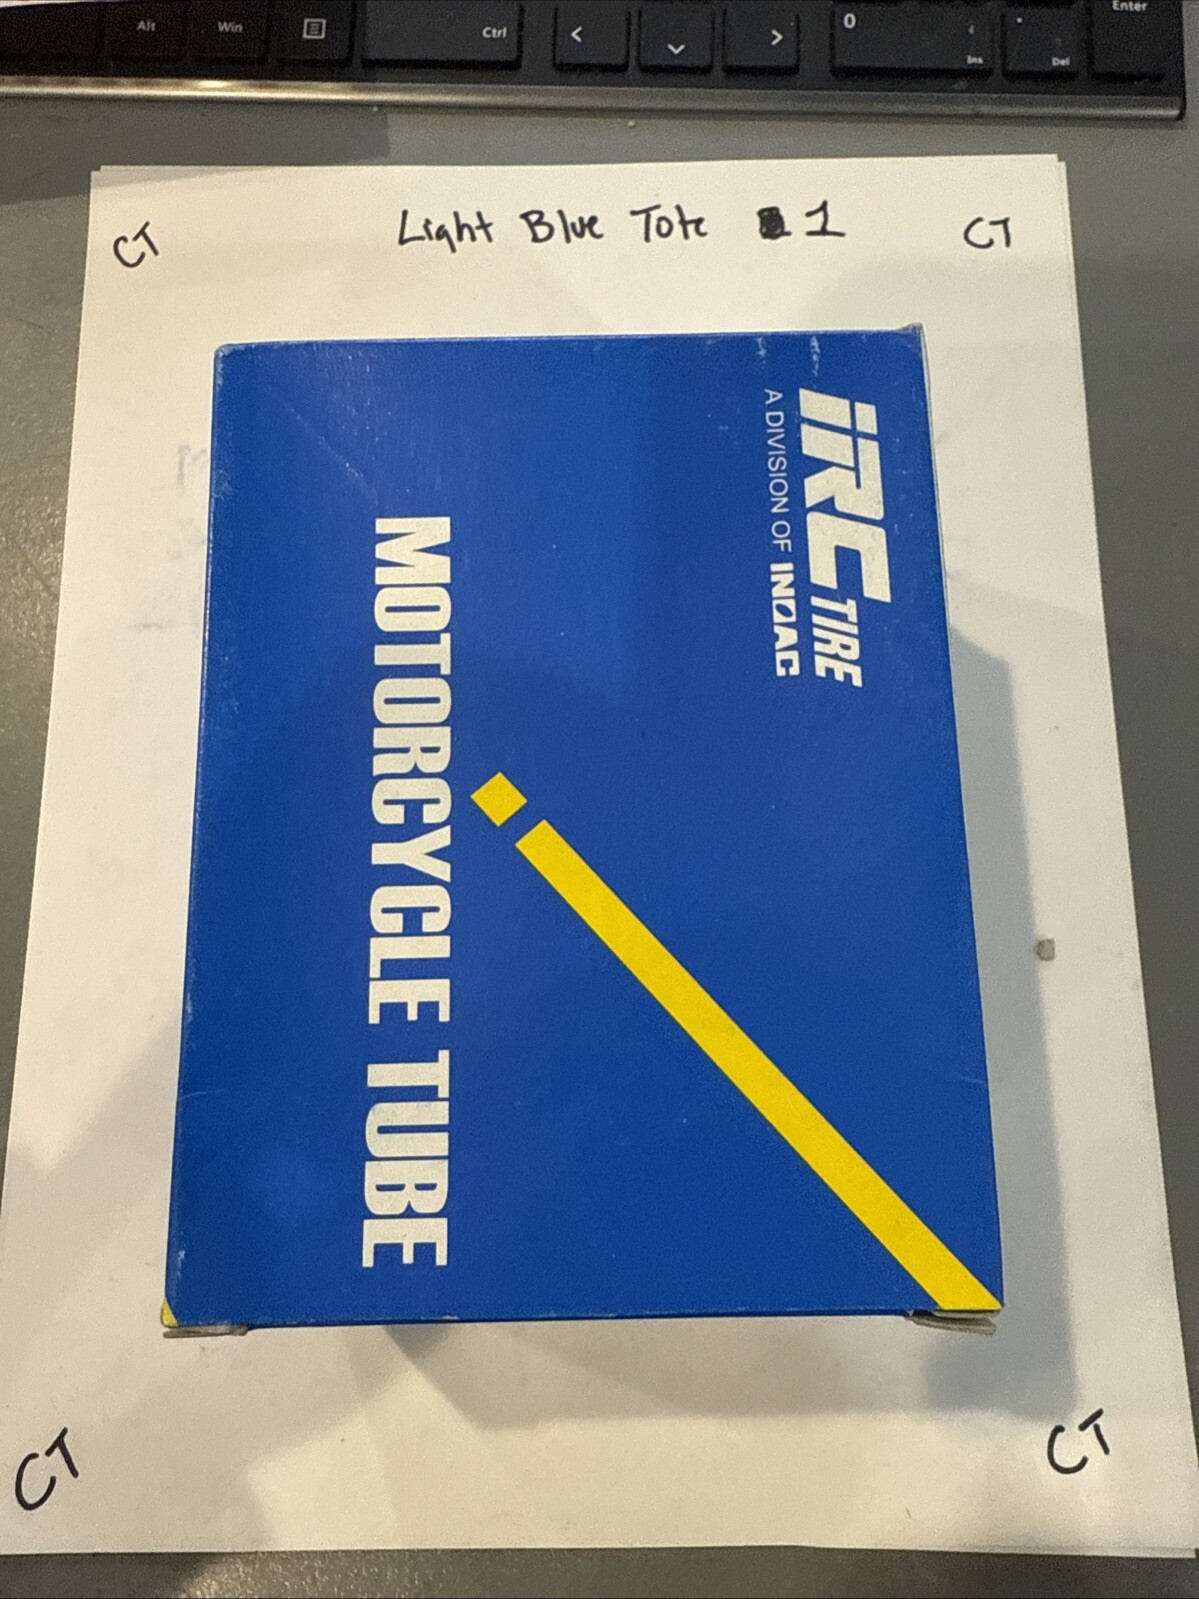 Alt Win Ctrl < > 0 Ins . Del Enter
CT Light Blue Tote 1 CT
iRC TIRE
A DIVISION OF INOAC
MOTORCYCLE TUBE
CT CT